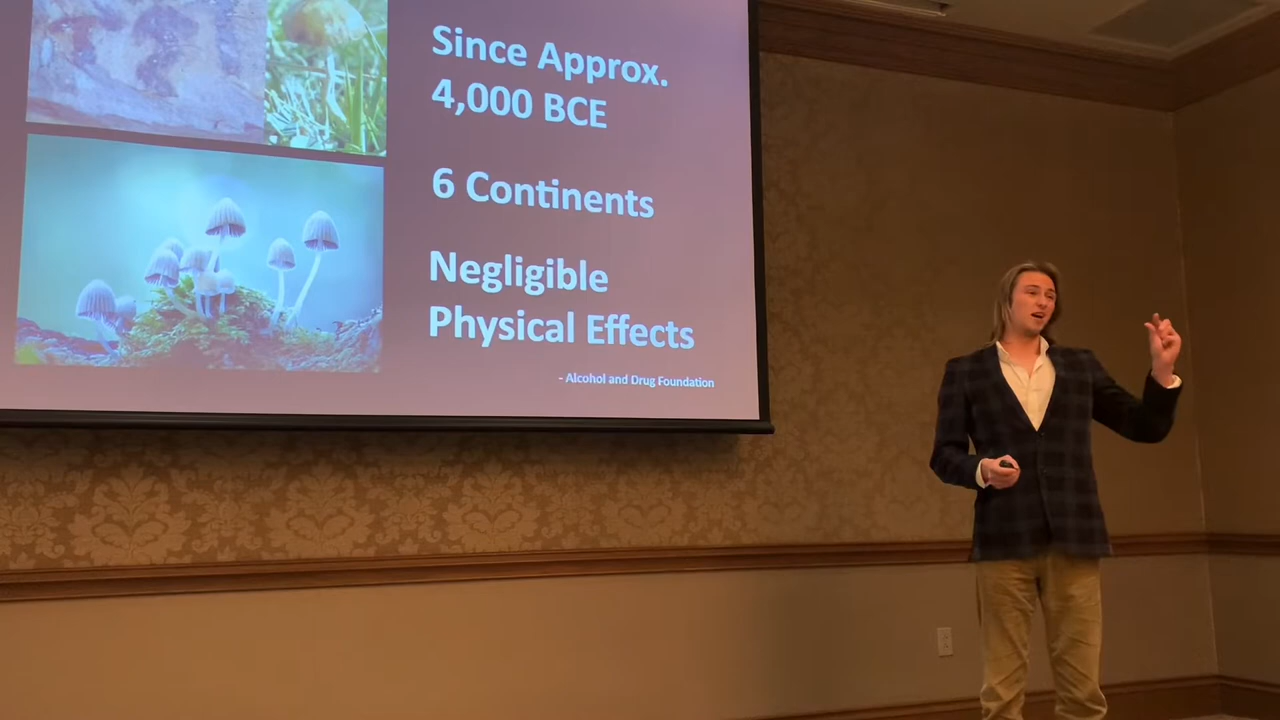 Since Approx.
4,000 BCE
6 Continents
Negligible
Physical Effects
- Alcohol and Drug Foundation